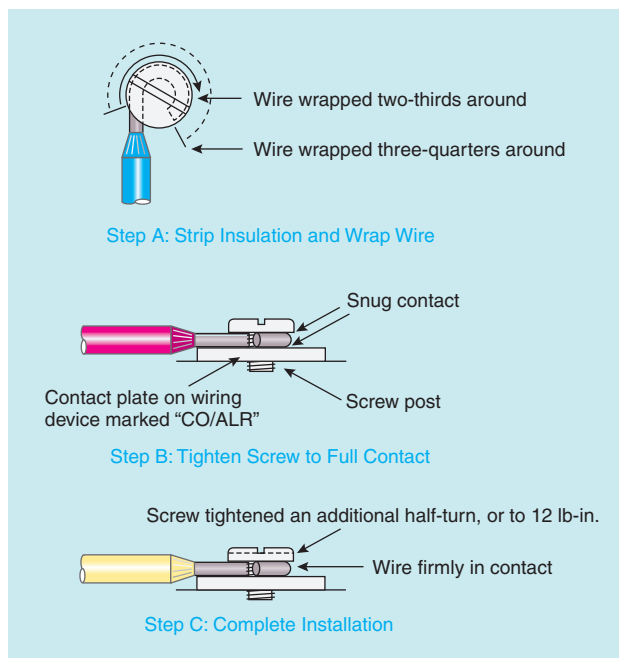 Wire wrapped two-thirds around
Wire wrapped three-quarters around
Step A: Strip Insulation and Wrap Wire
Snug contact
Contact plate on wiring
device marked “CO/ALR”
Screw post
Step B: Tighten Screw to Full Contact
Screw tightened an additional half-turn, or to 12 lb-in.
Wire firmly in contact
Step C: Complete Installation